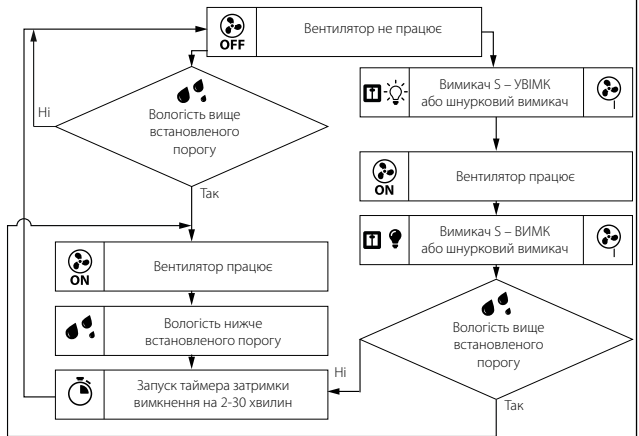 OFF
Вентилятор не працює
Ні
Вологість вище
встановленого
порогу
Так
Вимикач S – УВІМК
або шнурковий вимикач
ON
Вентилятор працює
Вимикач S – ВИМК
або шнурковий вимикач
ON
Вентилятор працює
Вологість нижче
встановленого порогу
Запуск таймера затримки
вимкнення на 2-30 хвилин
Вологість вище
встановленого
порогу
Ні
Так